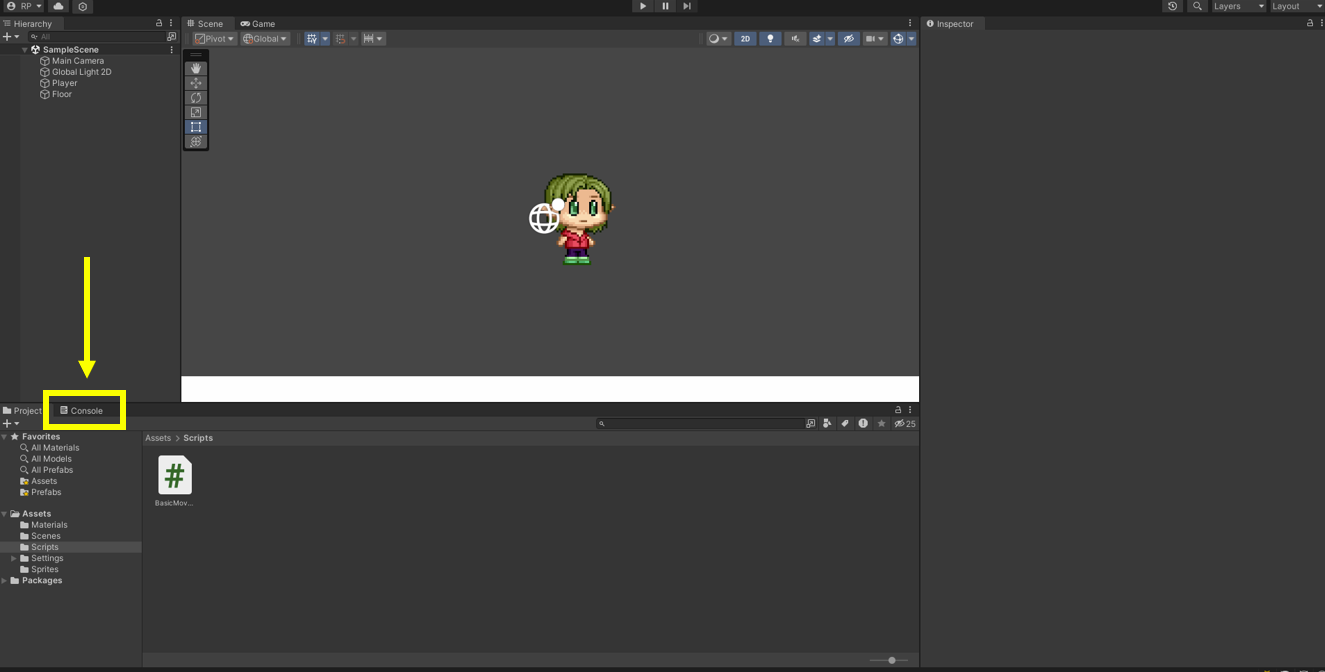 RP
Layers
Layout
Hierarchy
Scene
Game
Inspector
All
Pivot
Global
2D
SampleScene
Main Camera
Global Light 2D
Player
Floor
Project
Console
25
Favorites
All Materials
All Models
All Prefabs
Assets
Prefabs
Assets
Materials
Scenes
Scripts
Settings
Sprites
Packages
Assets > Scripts
#
BasicMov...